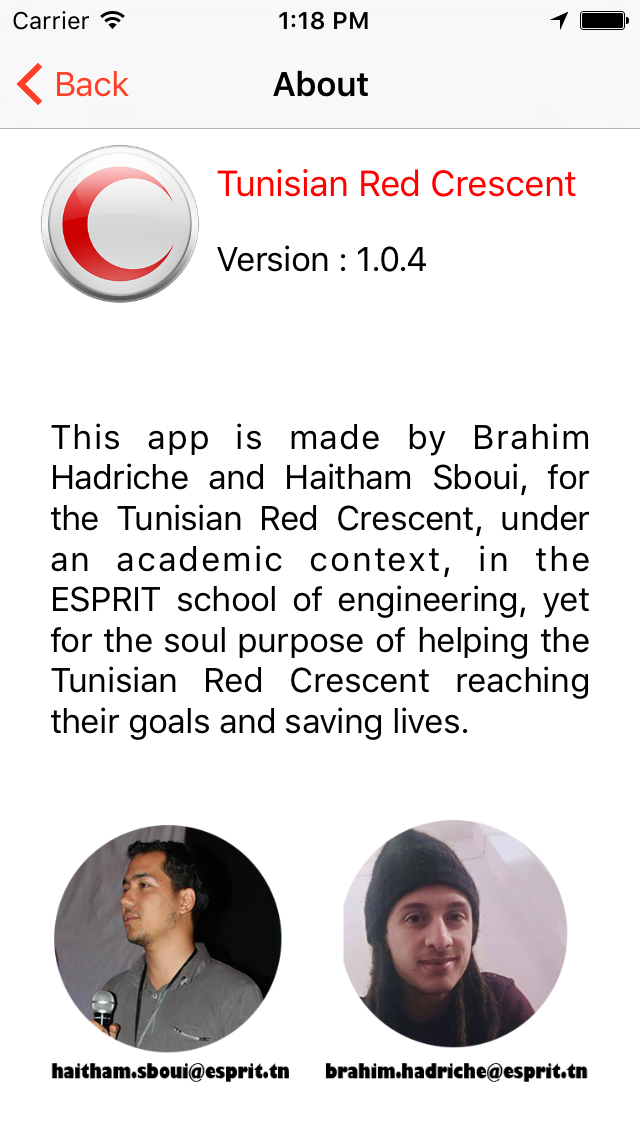 Carrier 1:18 PM
Back About
Tunisian Red Crescent
Version : 1.0.4
This app is made by Brahim
Hadriche and Haitham Sboui, for
the Tunisian Red Crescent, under
an academic context, in the
ESPRIT school of engineering, yet
for the soul purpose of helping the
Tunisian Red Crescent reaching
their goals and saving lives.
haitham.sboui@esprit.tn brahim.hadriche@esprit.tn